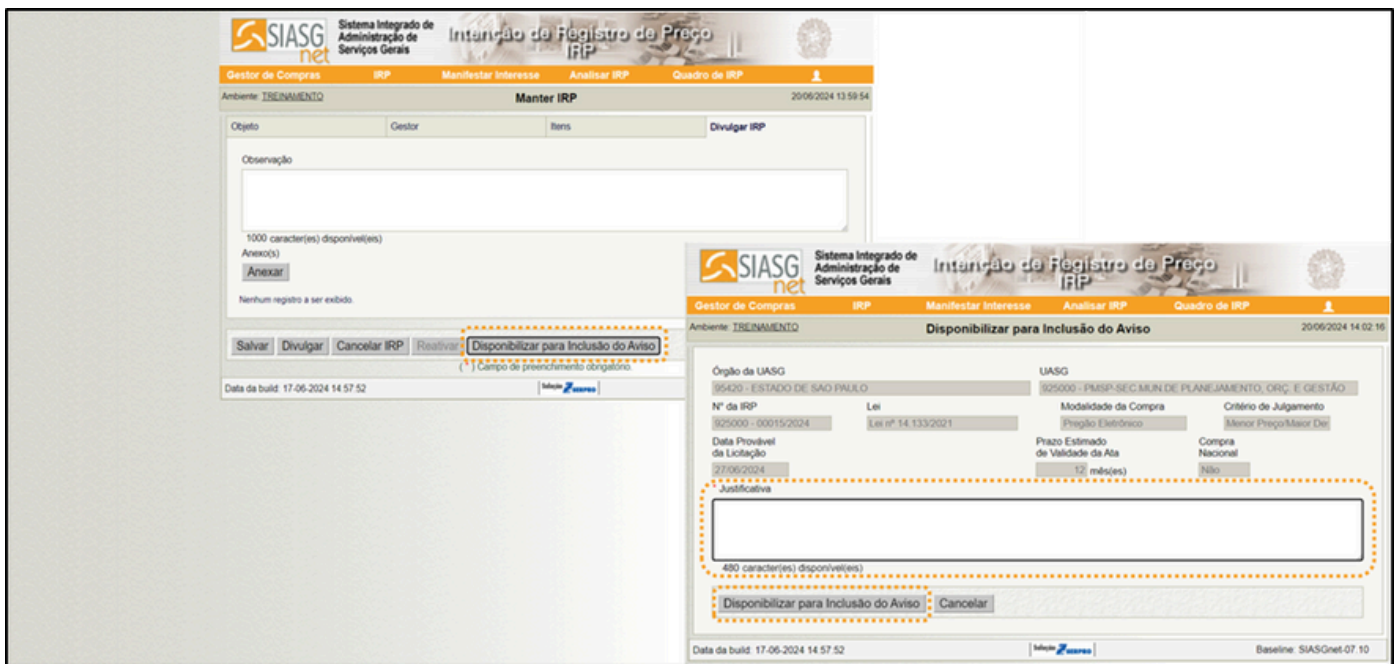 SIASG
net
Sistema Integrado de
Administração de
Serviços Gerais
Intenção de Registro de Preço
IRP
Gestor de Compras IRP Manifestar Interesse Analisar IRP Quadro de IRP
Ambiente: TREINAMENTO Manter IRP 20/06/2024 13:59:54
Objeto Gestor Itens Divulgar IRP
Observação
1000 caracter(es) disponível(eis)
Anexo(s)
Anexar
Nenhum registro a ser exibido.
Salvar Divulgar Cancelar IRP Reativar Disponibilizar para Inclusão do Aviso
( * ) Campo de preenchimento obrigatório.
Data da build: 17-06-2024 14:57:52 Solução SERPRO
SIASG
net
Sistema Integrado de
Administração de
Serviços Gerais
Intenção de Registro de Preço
IRP
Gestor de Compras IRP Manifestar Interesse Analisar IRP Quadro de IRP
Ambiente: TREINAMENTO Disponibilizar para Inclusão do Aviso 20/06/2024 14:02:16
Órgão da UASG UASG
95420 - ESTADO DE SAO PAULO 925000 - PMSP-SEC.MUN.DE PLANEJAMENTO, ORÇ. E GESTÃO
Nº da IRP Lei Modalidade da Compra Critério de Julgamento
925000 - 00015/2024 Lei nº 14.133/2021 Pregão Eletrônico Menor Preço/Maior Des
Data Provável
da Licitação
Prazo Estimado
de Validade da Ata
Compra
Nacional
27/06/2024 12 mês(es) Não
* Justificativa
480 caracter(es) disponível(eis)
Disponibilizar para Inclusão do Aviso Cancelar
Data da build: 17-06-2024 14:57:52 Solução SERPRO Baseline: SIASGnet-07.10